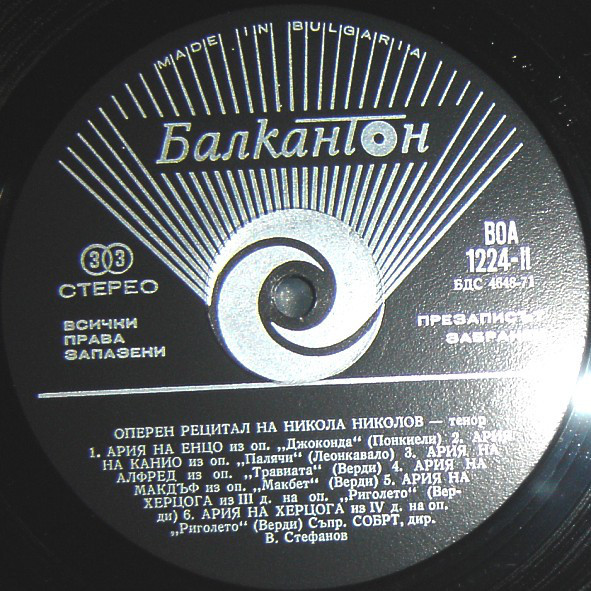 MADE IN BULGARIA
Балкантон
33
СТЕРЕО
ВСИЧКИ
ПРАВА
ЗАПАЗЕНИ
ВОА
1224-II
БДС 4848-71
ПРЕЗАПИСЪТ
ЗАБРАНЕН
ОПЕРЕН РЕЦИТАЛ НА НИКОЛА НИКОЛОВ — тенор
1. АРИЯ НА ЕНЦО из оп. „Джоконда“ (Понкиели) 2. АРИЯ
НА КАНИО из оп. „Палячи“ (Леонкавало) 3. АРИЯ НА
АЛФРЕД из оп. „Травиата“ (Верди) 4. АРИЯ НА
МАКДЪФ из оп. „Макбет“ (Верди) 5. АРИЯ НА
ХЕРЦОГА из III д. на оп. „Риголето“ (Вер-
ди) 6. АРИЯ НА ХЕРЦОГА из IV д. на оп.
„Риголето“ (Верди) Съпр. СОБРТ, дир.
В. Стефанов